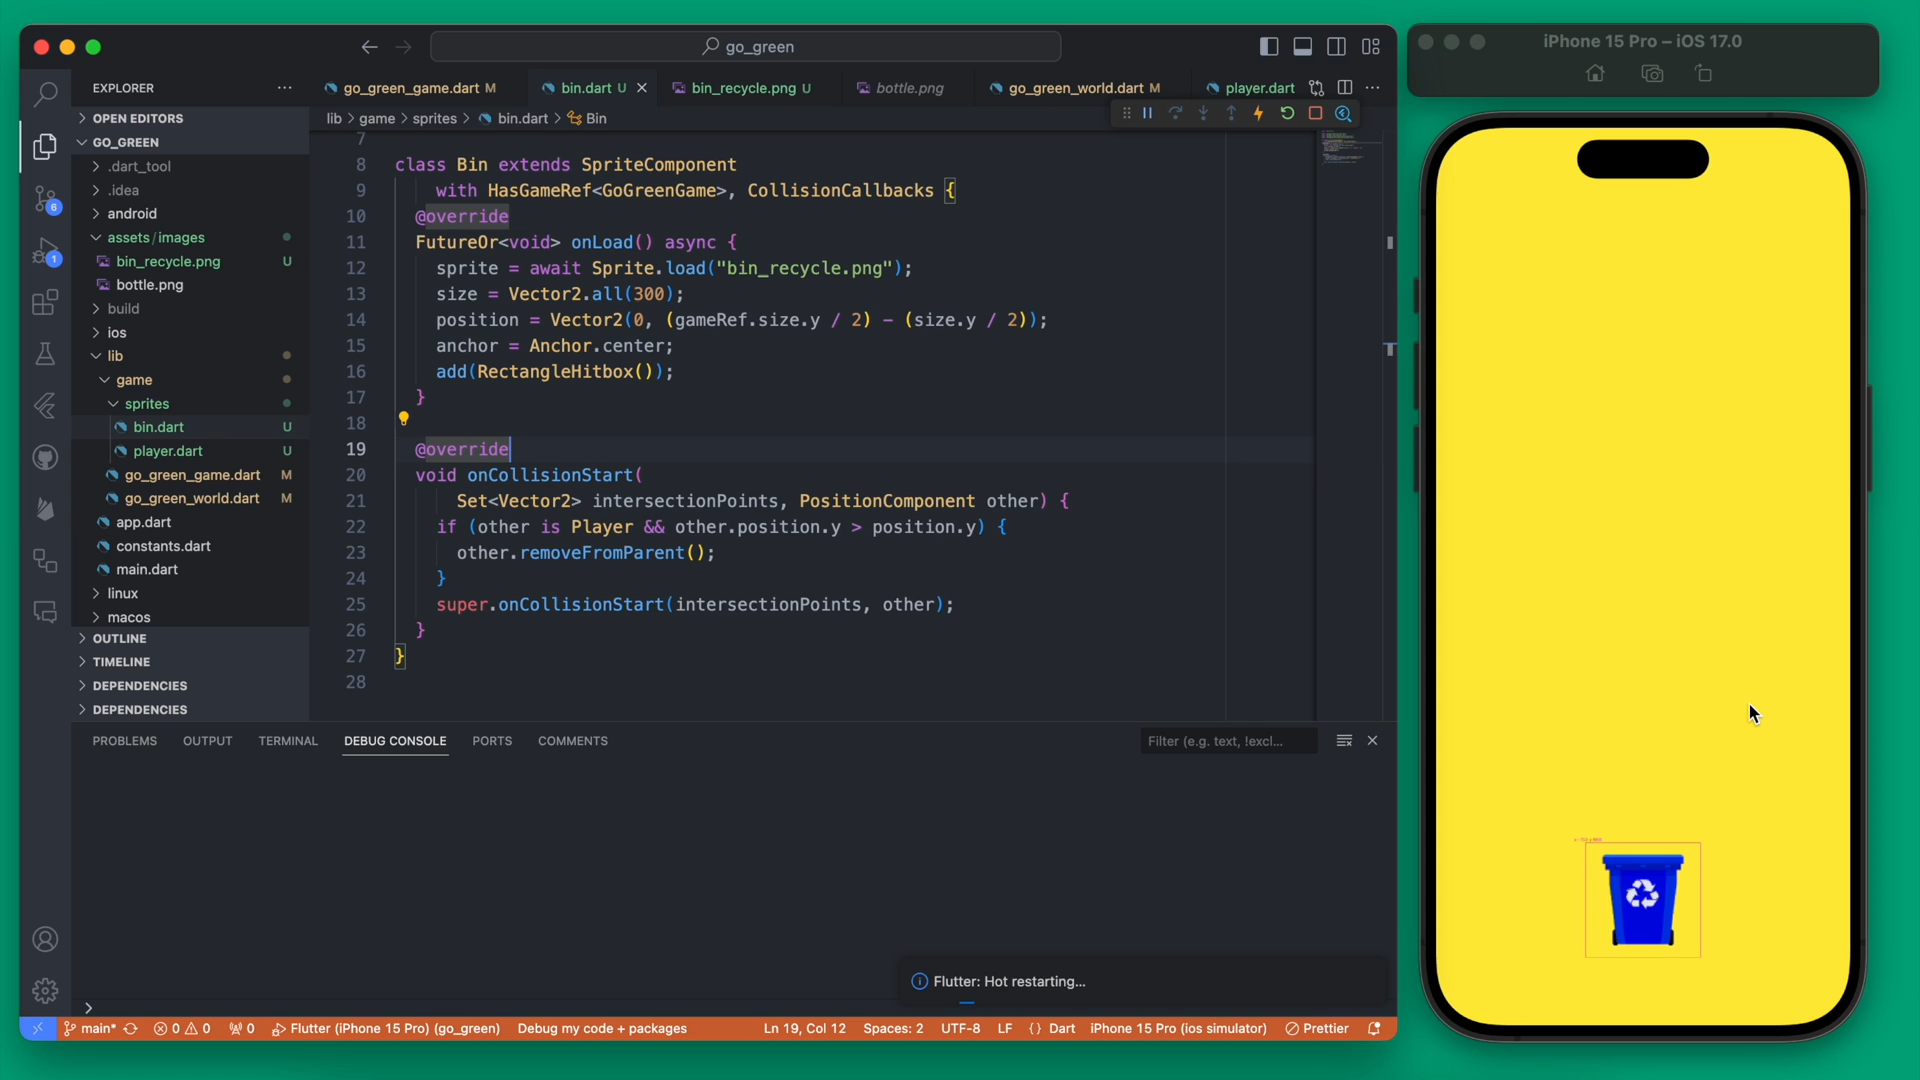 go_green
iPhone 15 Pro – iOS 17.0
EXPLORER
go_green_game.dart M
bin.dart U
bin_recycle.png U
bottle.png
go_green_world.dart M
player.dart
OPEN EDITORS
GO_GREEN
.dart_tool
.idea
android
assets/images
bin_recycle.png U
bottle.png
build
ios
lib
game
sprites
bin.dart U
player.dart U
go_green_game.dart M
go_green_world.dart M
app.dart
constants.dart
main.dart
linux
macos
OUTLINE
TIMELINE
DEPENDENCIES
DEPENDENCIES
6
1
lib > game > sprites > bin.dart > Bin
7
8 class Bin extends SpriteComponent
9 with HasGameRef<GoGreenGame>, CollisionCallbacks {
10 @override
11 FutureOr<void> onLoad() async {
12 sprite = await Sprite.load("bin_recycle.png");
13 size = Vector2.all(300);
14 position = Vector2(0, (gameRef.size.y / 2) - (size.y / 2));
15 anchor = Anchor.center;
16 add(RectangleHitbox());
17 }
18
19 @override
20 void onCollisionStart(
21 Set<Vector2> intersectionPoints, PositionComponent other) {
22 if (other is Player && other.position.y > position.y) {
23 other.removeFromParent();
24 }
25 super.onCollisionStart(intersectionPoints, other);
26 }
27 }
28
PROBLEMS OUTPUT TERMINAL DEBUG CONSOLE PORTS COMMENTS
Filter (e.g. text, !excl...
Flutter: Hot restarting...
main* 0 0 0 Flutter (iPhone 15 Pro) (go_green) Debug my code + packages Ln 19, Col 12 Spaces: 2 UTF-8 LF {} Dart iPhone 15 Pro (ios simulator) Prettier